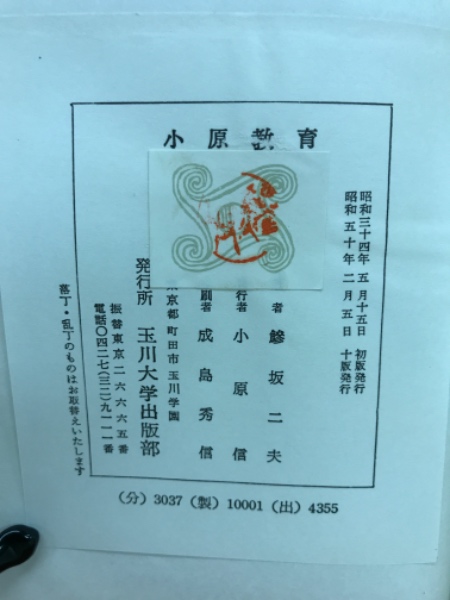 小原教育
昭和三十四年五月十五日 初版発行
昭和五十年二月五日 十版発行
者 鰺坂二夫
行者 小原信
刷者 成島秀信
東京都町田市玉川学園
発行所 玉川大学出版部
振替東京二六六六五番
電話〇四二七(三二)九一一一番
落丁・乱丁のものはお取替えいたします
(分) 3037 (製) 10001 (出) 4355